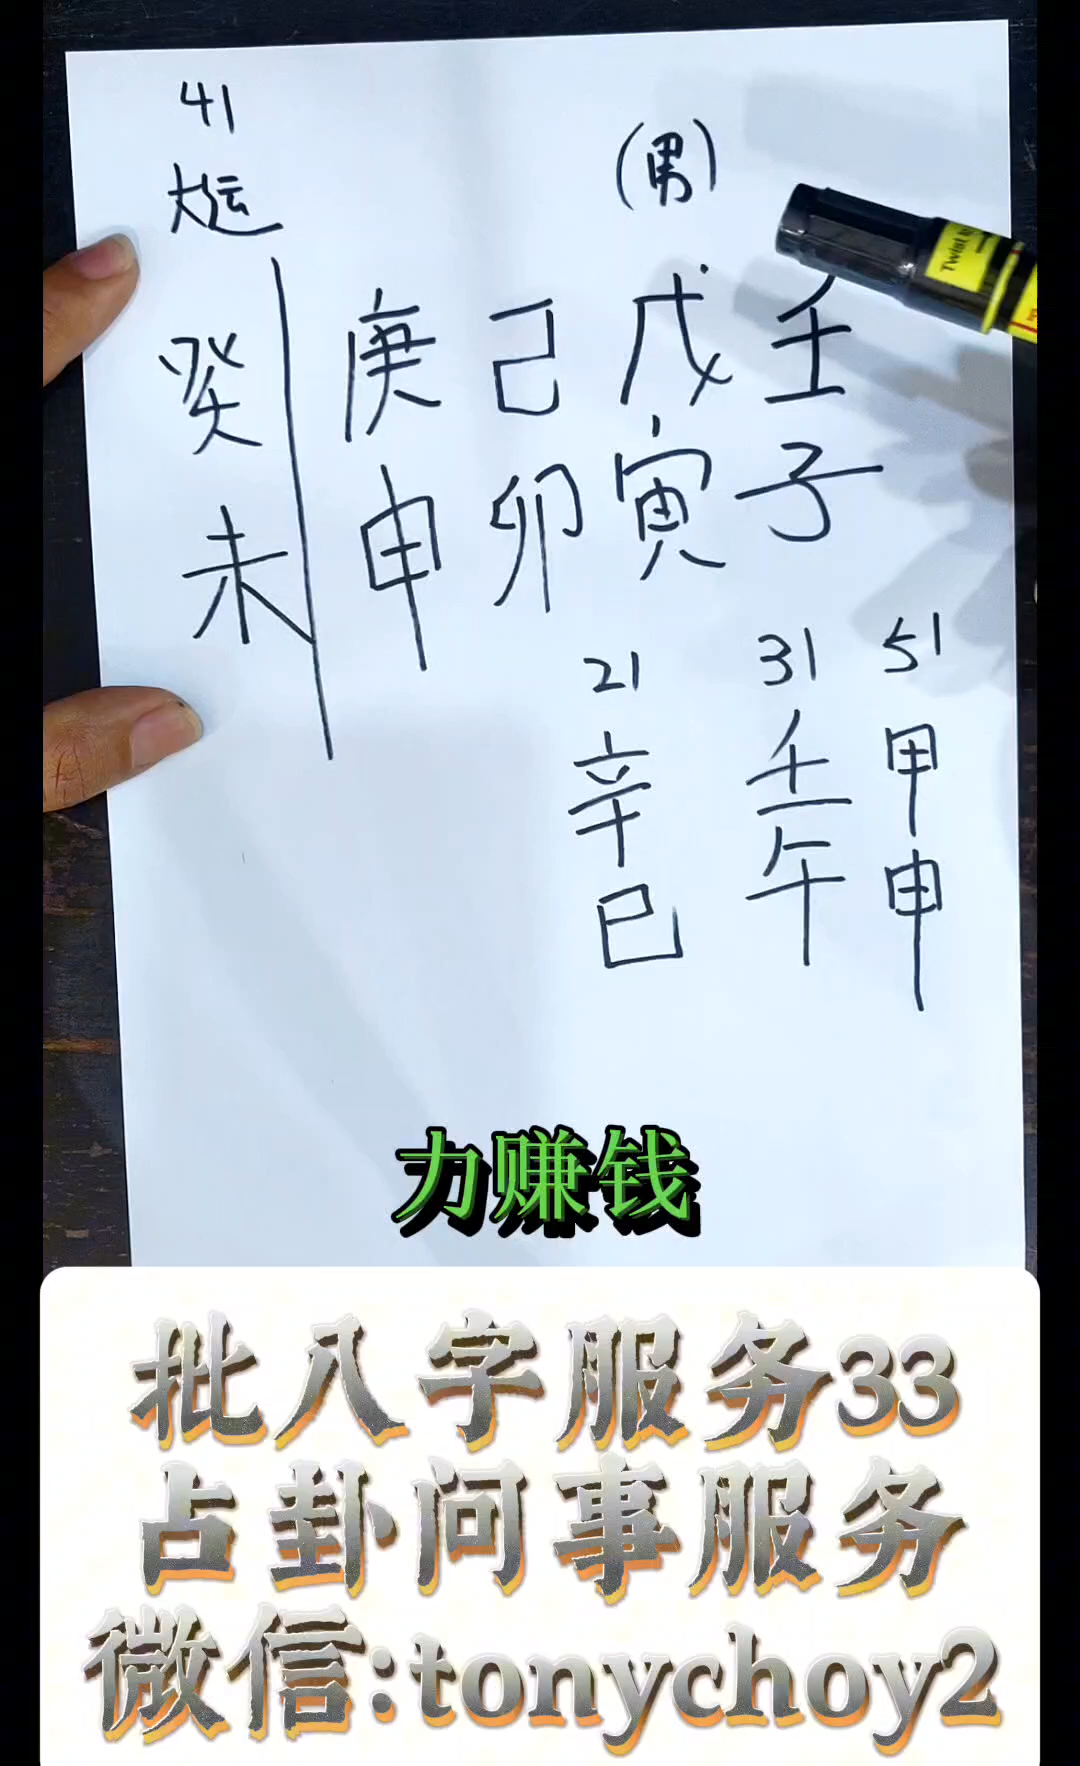 41
大运
(男)
癸 庚 己 戊 壬
未 申 卯 寅 子
21 31 51
辛 壬 甲
巳 午 申
Twist
力赚钱
批八字服务33
占卦问事服务
微信:tonychoy2